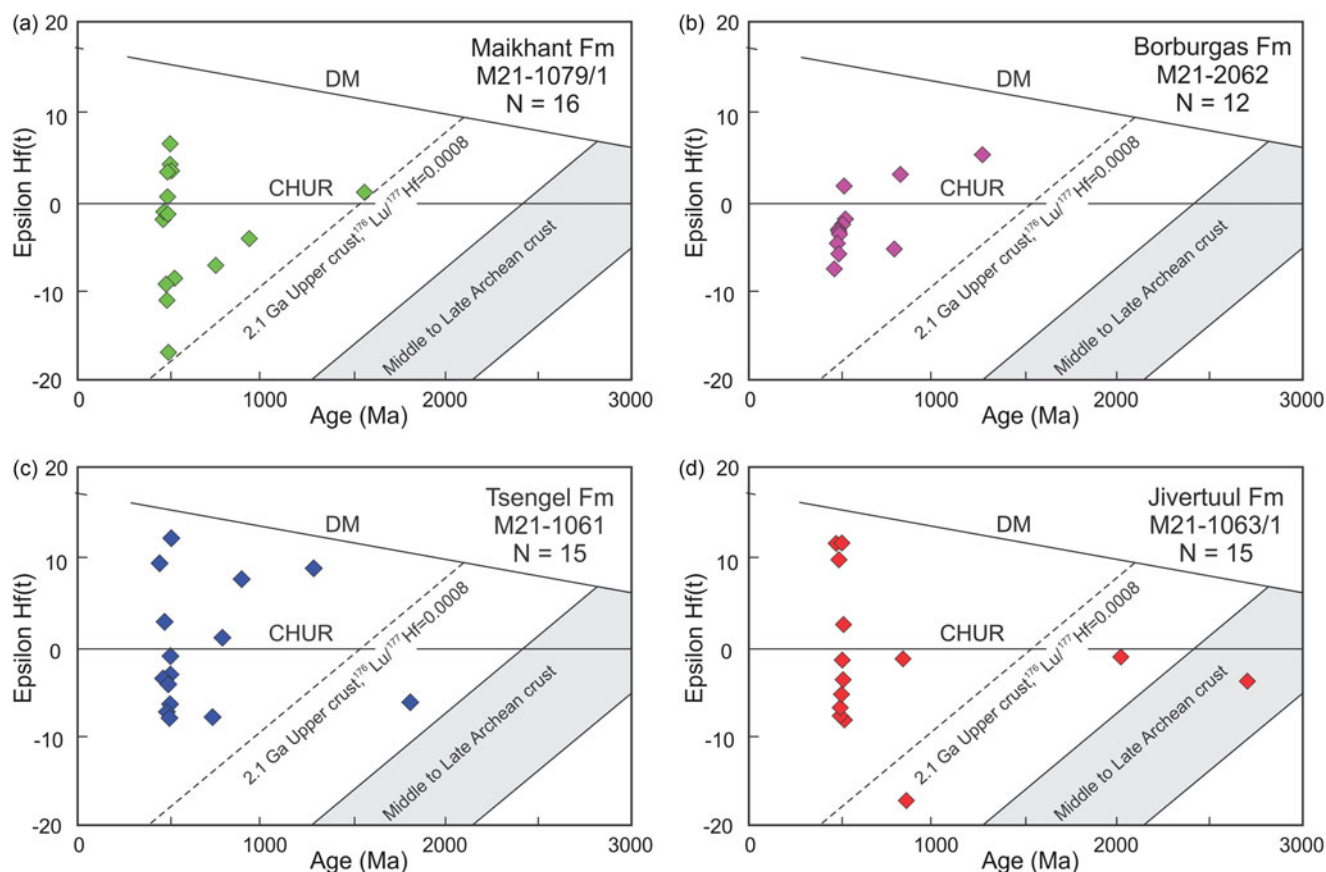 (a)
20
10
0
-10
-20
Epsilon Hf(t)
Maikhant Fm
M21-1079/1
N = 16
DM
CHUR
2.1 Ga Upper crust,¹⁷⁶Lu/¹⁷⁷Hf=0.0008
Middle to Late Archean crust
0 1000 2000 3000
Age (Ma)
(b)
20
10
0
-10
-20
Epsilon Hf(t)
Borburgas Fm
M21-2062
N = 12
DM
CHUR
2.1 Ga Upper crust,¹⁷⁶Lu/¹⁷⁷Hf=0.0008
Middle to Late Archean crust
0 1000 2000 3000
Age (Ma)
(c)
20
10
0
-10
-20
Epsilon Hf(t)
Tsengel Fm
M21-1061
N = 15
DM
CHUR
2.1 Ga Upper crust,¹⁷⁶Lu/¹⁷⁷Hf=0.0008
Middle to Late Archean crust
0 1000 2000 3000
Age (Ma)
(d)
20
10
0
-10
-20
Epsilon Hf(t)
Jivertuul Fm
M21-1063/1
N = 15
DM
CHUR
2.1 Ga Upper crust,¹⁷⁶Lu/¹⁷⁷Hf=0.0008
Middle to Late Archean crust
0 1000 2000 3000
Age (Ma)